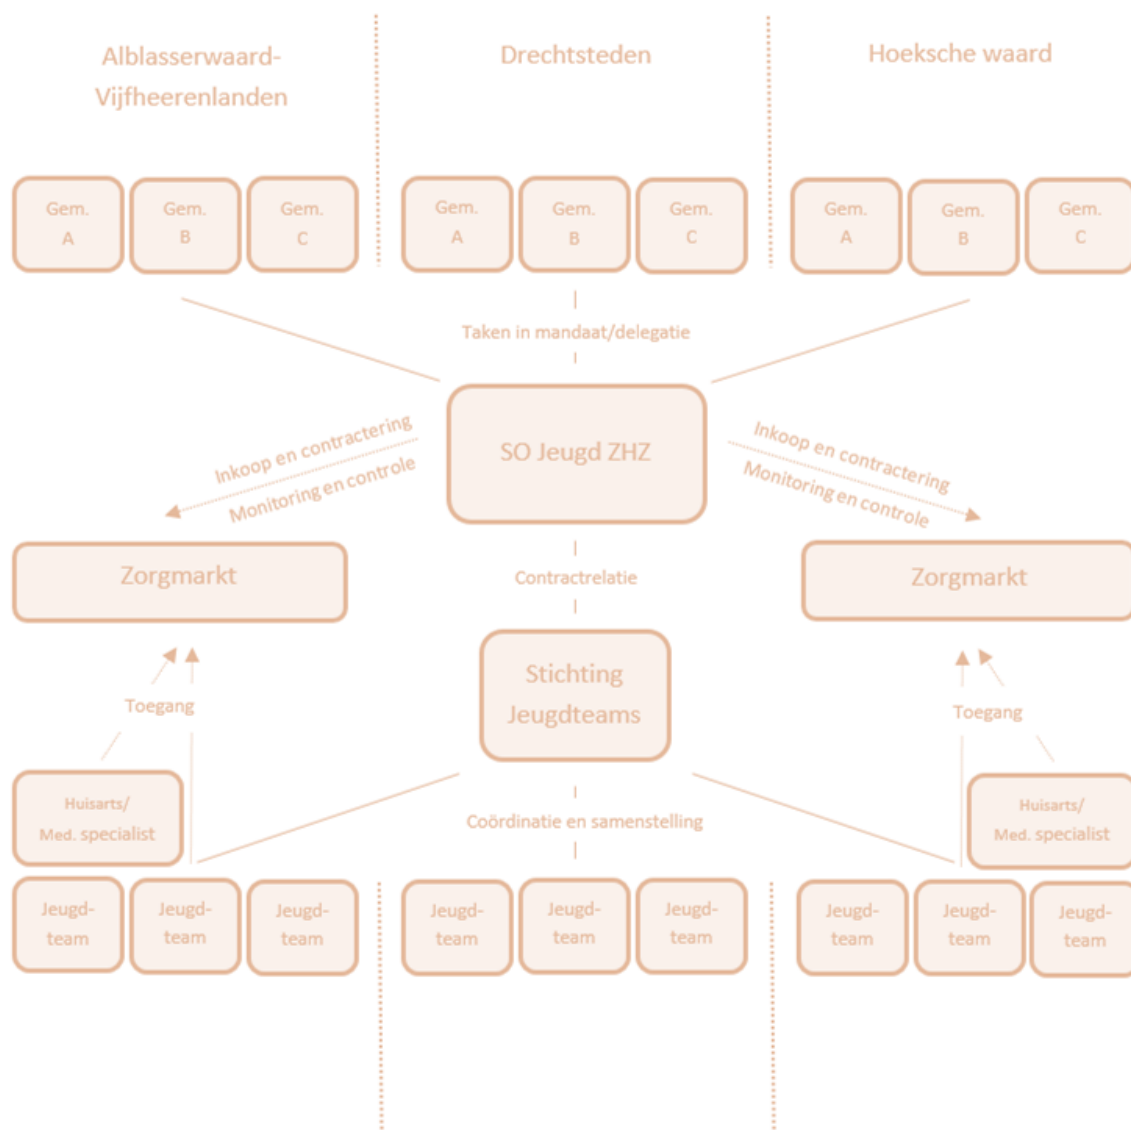 Alblasserwaard-
Vijfheerenlanden
Drechtsteden
Hoeksche waard
Gem.
A
Gem.
B
Gem.
C
Gem.
A
Gem.
B
Gem.
C
Gem.
A
Gem.
B
Gem.
C
Taken in mandaat/delegatie
SO Jeugd ZHZ
Inkoop en contractering
Monitoring en controle
Inkoop en contractering
Monitoring en controle
Zorgmarkt
Contractrelatie
Zorgmarkt
Stichting
Jeugdteams
Toegang
Toegang
Huisarts/
Med. specialist
Coördinatie en samenstelling
Huisarts/
Med. specialist
Jeugd-
team
Jeugd-
team
Jeugd-
team
Jeugd-
team
Jeugd-
team
Jeugd-
team
Jeugd-
team
Jeugd-
team
Jeugd-
team